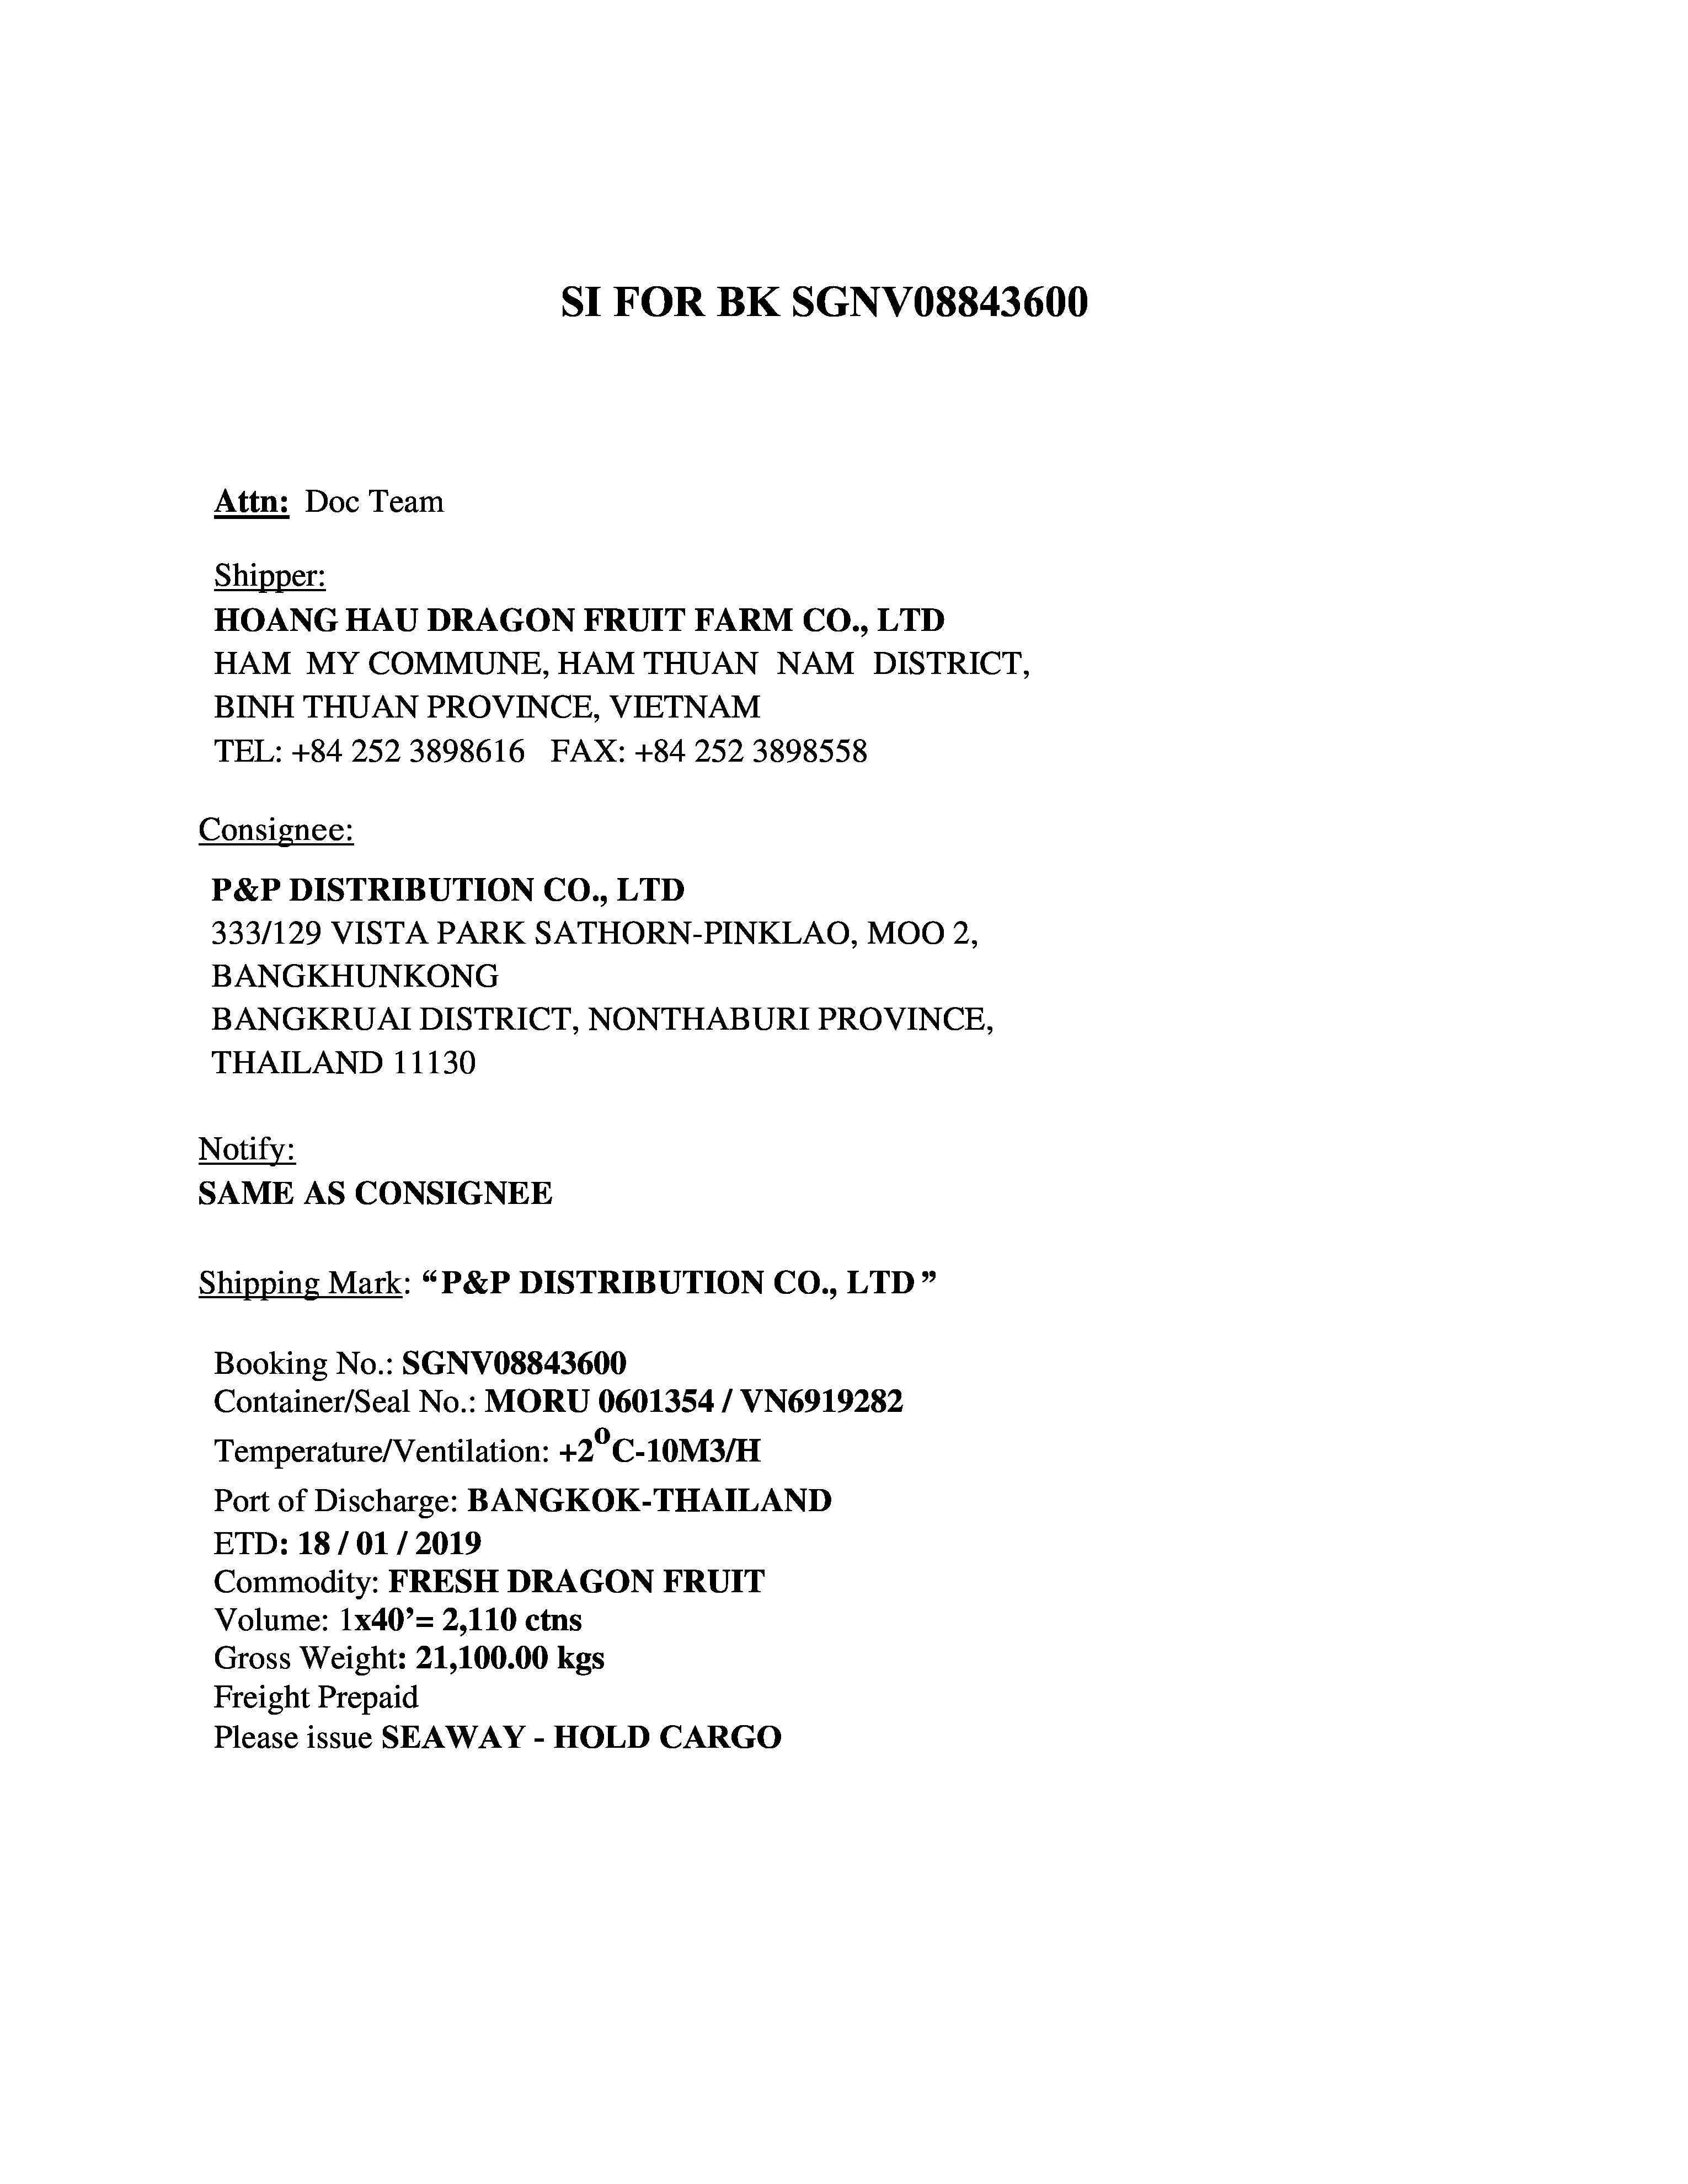 SI FOR BK SGNV08843600
Attn: Doc Team
Shipper:
HOANG HAU DRAGON FRUIT FARM CO., LTD
HAM MY COMMUNE, HAM THUAN NAM DISTRICT,
BINH THUAN PROVINCE, VIETNAM
TEL: +84 252 3898616 FAX: +84 252 3898558
Consignee:
P&P DISTRIBUTION CO., LTD
333/129 VISTA PARK SATHORN-PINKLAO, MOO 2,
BANGKHUNKONG
BANGKRUAI DISTRICT, NONTHABURI PROVINCE,
THAILAND 11130
Notify:
SAME AS CONSIGNEE
Shipping Mark: “P&P DISTRIBUTION CO., LTD”
Booking No.: SGNV08843600
Container/Seal No.: MORU 0601354 / VN6919282
Temperature/Ventilation: +2⁰C-10M3/H
Port of Discharge: BANGKOK-THAILAND
ETD: 18 / 01 / 2019
Commodity: FRESH DRAGON FRUIT
Volume: 1x40’= 2,110 ctns
Gross Weight: 21,100.00 kgs
Freight Prepaid
Please issue SEAWAY - HOLD CARGO